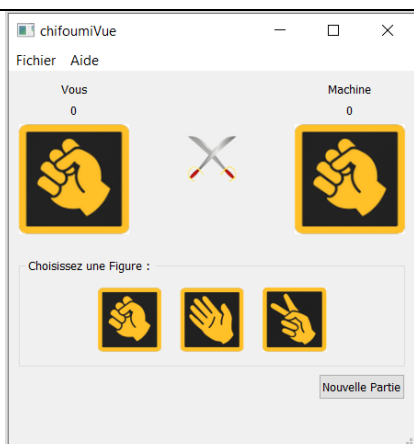 chifoumiVue
Fichier Aide
Vous Machine
0 0
Choisissez une Figure :
Nouvelle Partie